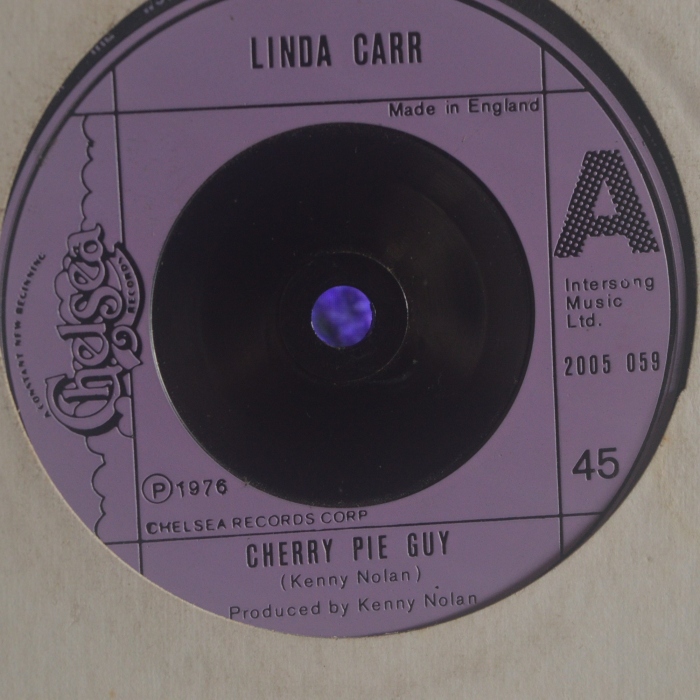 LINDA CARR
Made in England
A
Intersong
Music
Ltd.
2005 059
45
A CONSTANT NEW BEGINNING
Chelsea
RECORDS
Ⓟ1976
CHELSEA RECORDS CORP
CHERRY PIE GUY
(Kenny Nolan)
Produced by Kenny Nolan